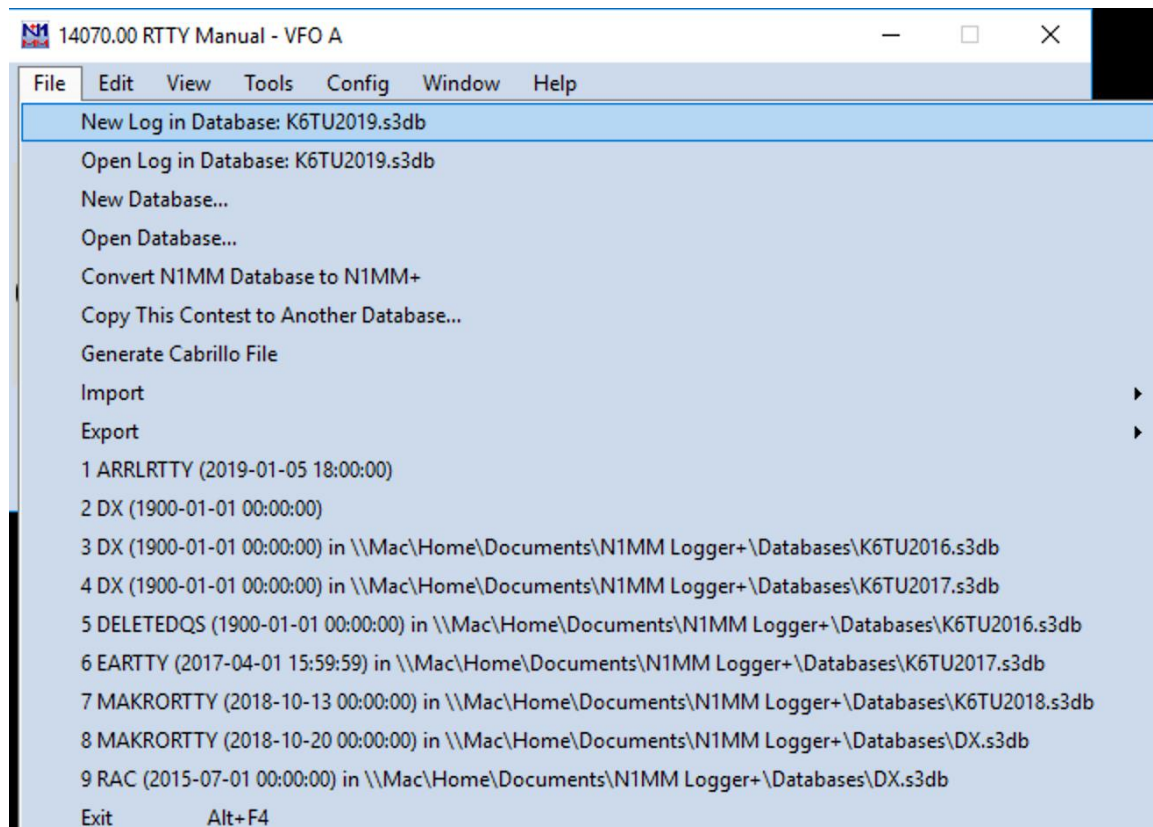 N1
MM
14070.00 RTTY Manual - VFO A
File Edit View Tools Config Window Help
New Log in Database: K6TU2019.s3db
Open Log in Database: K6TU2019.s3db
New Database...
Open Database...
Convert N1MM Database to N1MM+
Copy This Contest to Another Database...
Generate Cabrillo File
Import
Export
1 ARRLRTTY (2019-01-05 18:00:00)
2 DX (1900-01-01 00:00:00)
3 DX (1900-01-01 00:00:00) in \\Mac\Home\Documents\N1MM Logger+\Databases\K6TU2016.s3db
4 DX (1900-01-01 00:00:00) in \\Mac\Home\Documents\N1MM Logger+\Databases\K6TU2017.s3db
5 DELETEDQS (1900-01-01 00:00:00) in \\Mac\Home\Documents\N1MM Logger+\Databases\K6TU2016.s3db
6 EARTTY (2017-04-01 15:59:59) in \\Mac\Home\Documents\N1MM Logger+\Databases\K6TU2017.s3db
7 MAKRORTTY (2018-10-13 00:00:00) in \\Mac\Home\Documents\N1MM Logger+\Databases\K6TU2018.s3db
8 MAKRORTTY (2018-10-20 00:00:00) in \\Mac\Home\Documents\N1MM Logger+\Databases\DX.s3db
9 RAC (2015-07-01 00:00:00) in \\Mac\Home\Documents\N1MM Logger+\Databases\DX.s3db
Exit Alt+F4